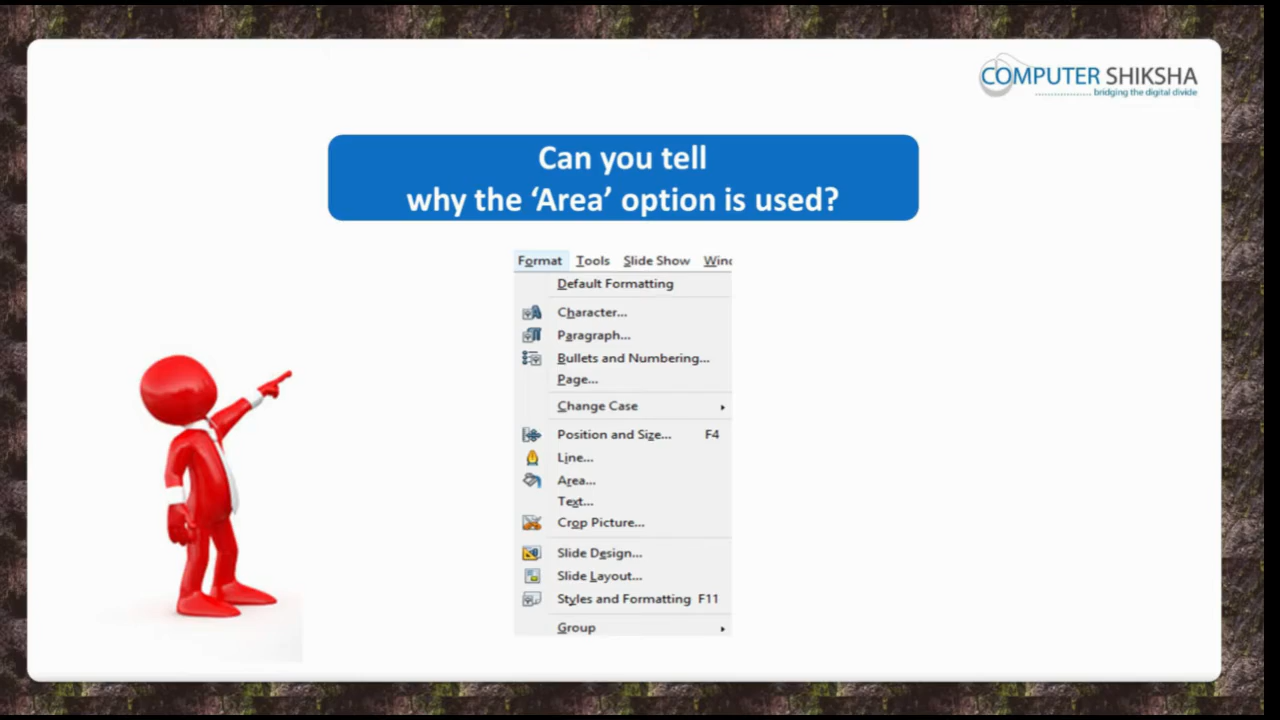 COMPUTER SHIKSHA
bridging the digital divide
Can you tell
why the ‘Area’ option is used?
Format Tools Slide Show Winc
Default Formatting
Character...
Paragraph...
Bullets and Numbering...
Page...
Change Case
Position and Size... F4
Line...
Area...
Text...
Crop Picture...
Slide Design...
Slide Layout...
Styles and Formatting F11
Group